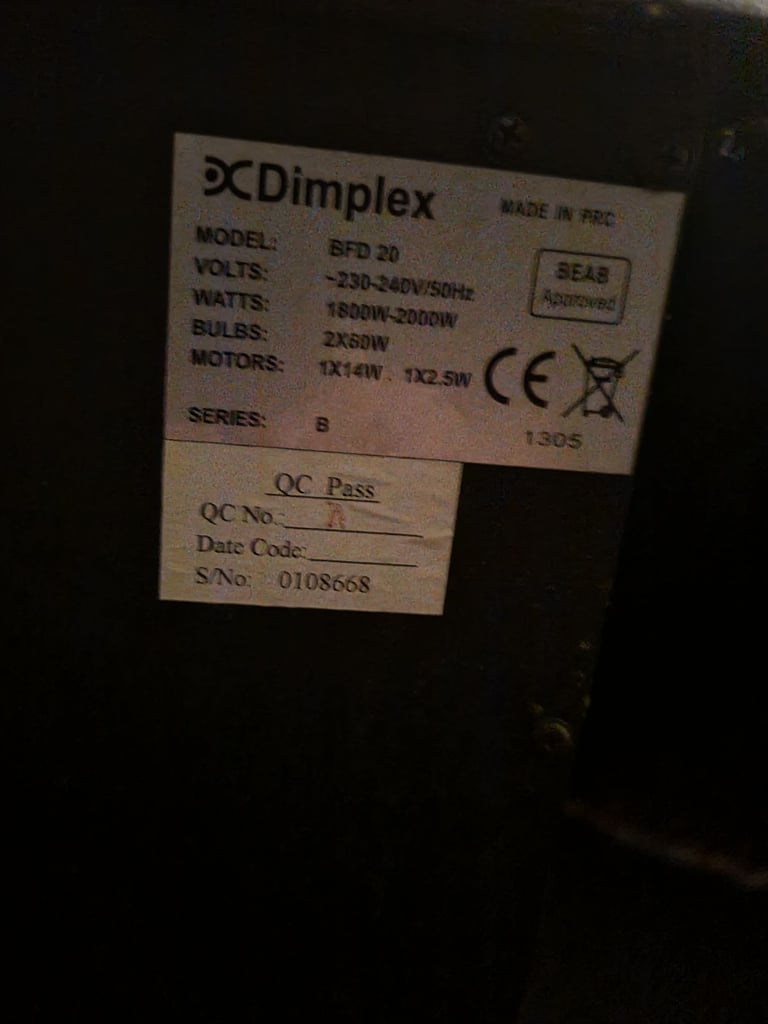 Dimplex
MADE IN PRC
MODEL: BFD 20
VOLTS: ~230-240V/50Hz
WATTS: 1800W-2000W
BULBS: 2X60W
MOTORS: 1X14W . 1X2.5W
SERIES: B
BEAB
Approved
CE
1305
QC Pass
QC No.: R
Date Code:
S/No: 0108668